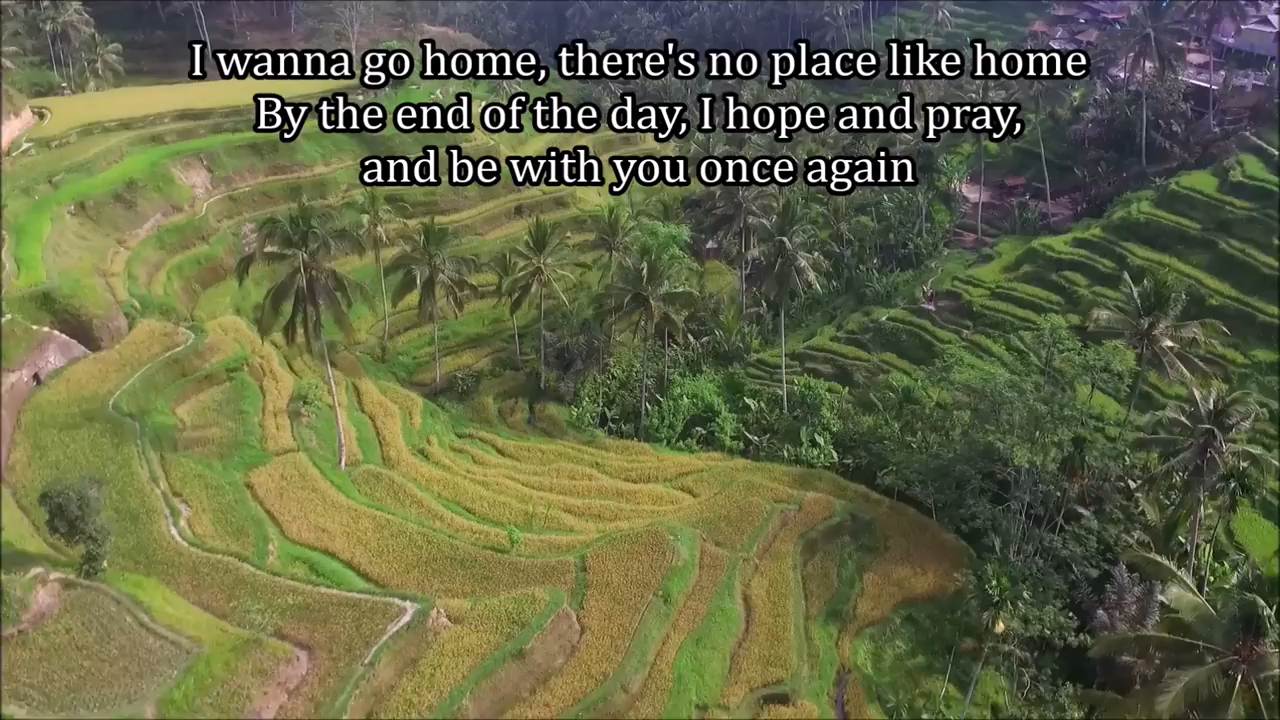 I wanna go home, there's no place like home
By the end of the day, I hope and pray,
and be with you once again